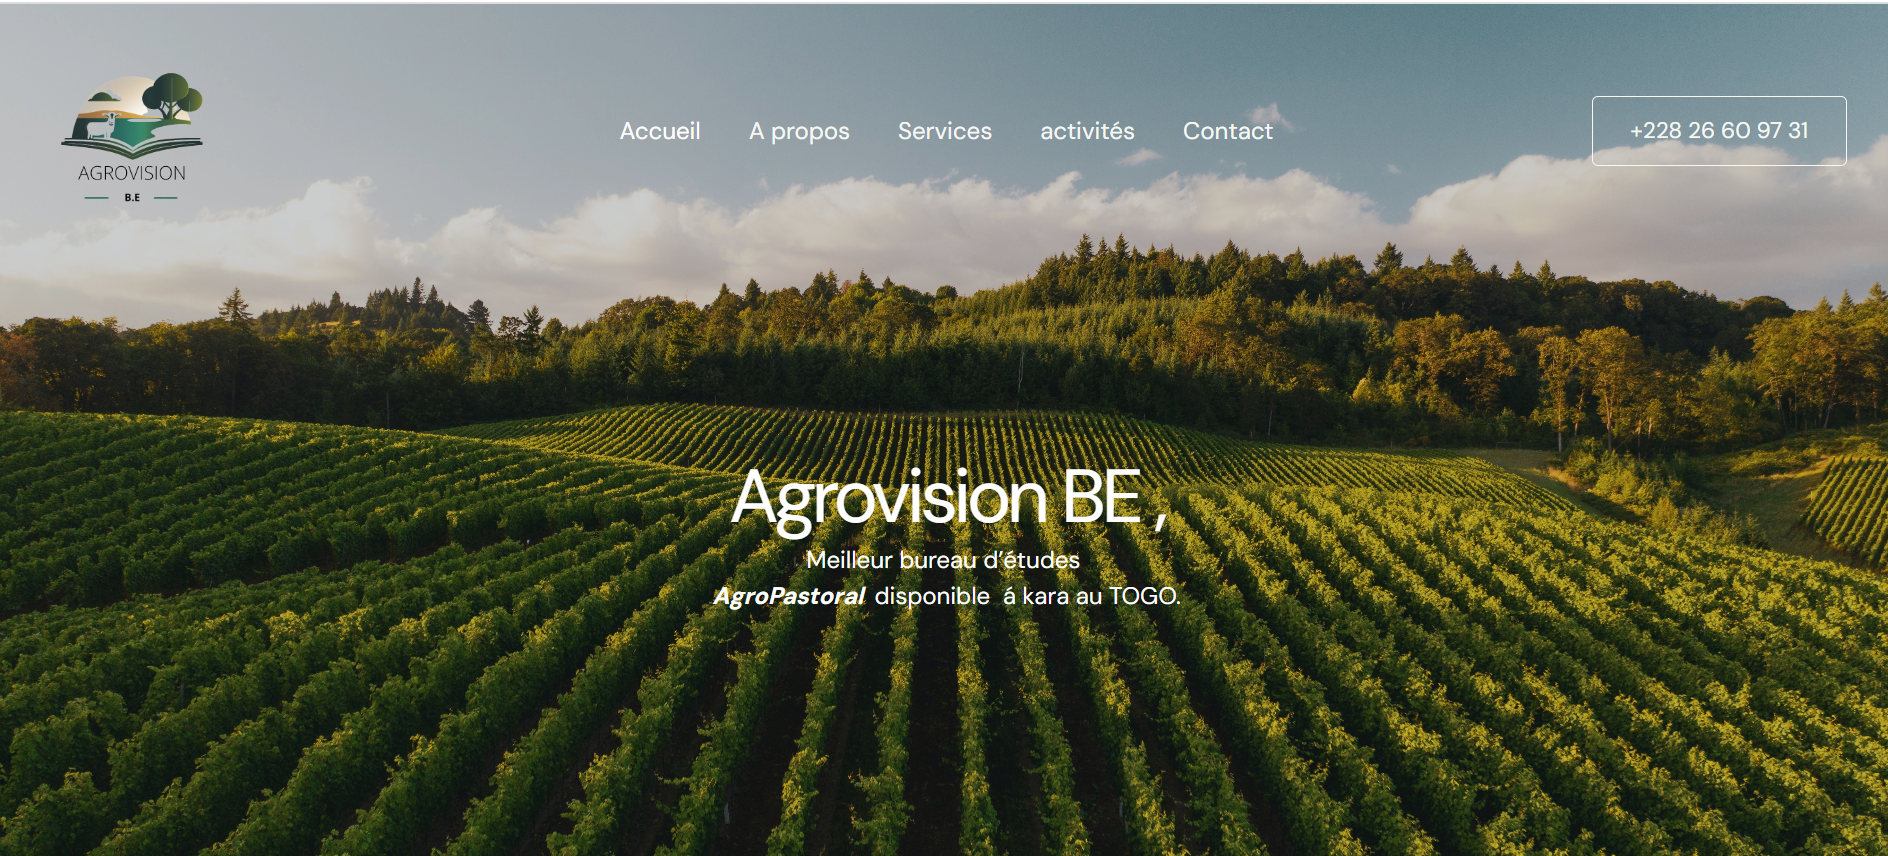 AGROVISION
B.E
Accueil
A propos
Services
activités
Contact
+228 26 60 97 31
Agrovision BE ,
Meilleur bureau d’études
AgroPastoral disponible á kara au TOGO.